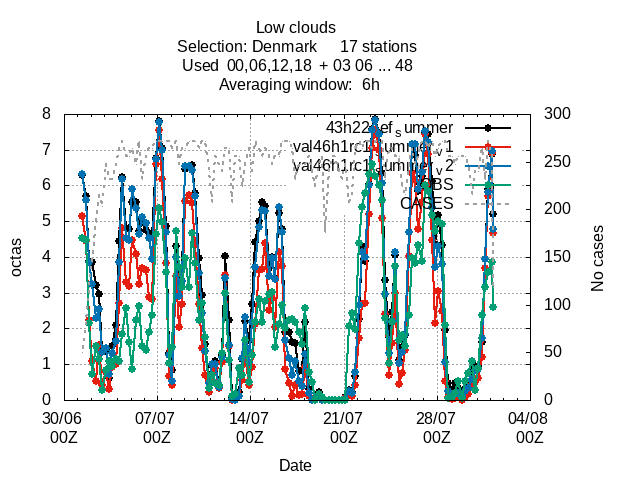 Low clouds
Selection: Denmark 17 stations
Used 00,06,12,18 + 03 06 ... 48
Averaging window: 6h
8
7
6
5
4
3
2
1
0
300
250
200
150
100
50
0
octas
No cases
CASES
30/06 07/07 14/07 21/07 28/07 04/08
00Z 00Z 00Z 00Z 00Z 00Z
Date